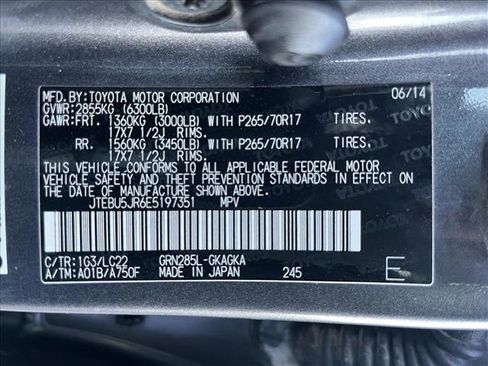 MFD.BY:TOYOTA MOTOR CORPORATION 06/14
GVWR:2855KG (6300LB)
GAWR:FRT. 1360KG (3000LB) WITH P265/70R17 TIRES.
17X7 1/2J RIMS.
RR. 1560KG (3450LB) WITH P265/70R17 TIRES.
17X7 1/2J RIMS.
THIS VEHICLE CONFORMS TO ALL APPLICABLE FEDERAL MOTOR
VEHICLE SAFETY AND THEFT PREVENTION STANDARDS IN EFFECT
ON THE DATE OF MANUFACTURE SHOWN ABOVE.
JTEBU5JR6E5197351 MPV
C/TR:1G3/LC22 GRN285L-GKAGKA
A/TM:A01B/A750F MADE IN JAPAN 245 E